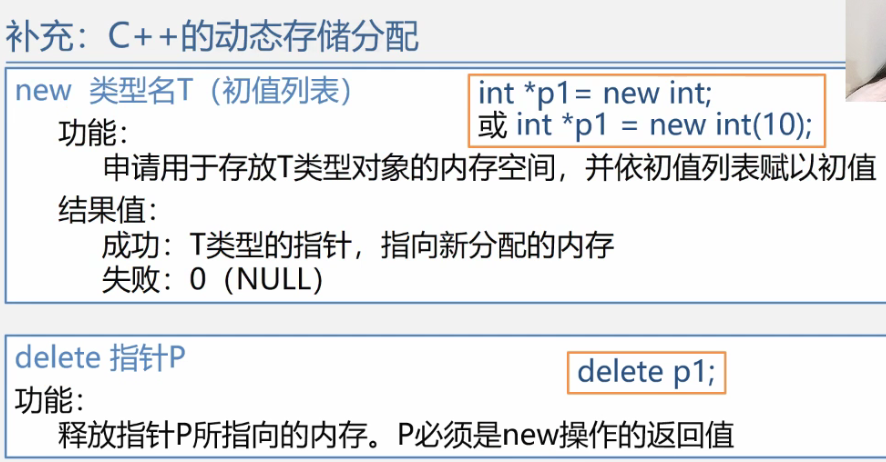 补充：C++的动态存储分配
new 类型名T（初值列表）
int *p1= new int;
或 int *p1 = new int(10);
功能：
申请用于存放T类型对象的内存空间，并依初值列表赋以初值
结果值：
成功：T类型的指针，指向新分配的内存
失败：0（NULL）
delete 指针P
delete p1;
功能：
释放指针P所指向的内存。P必须是new操作的返回值